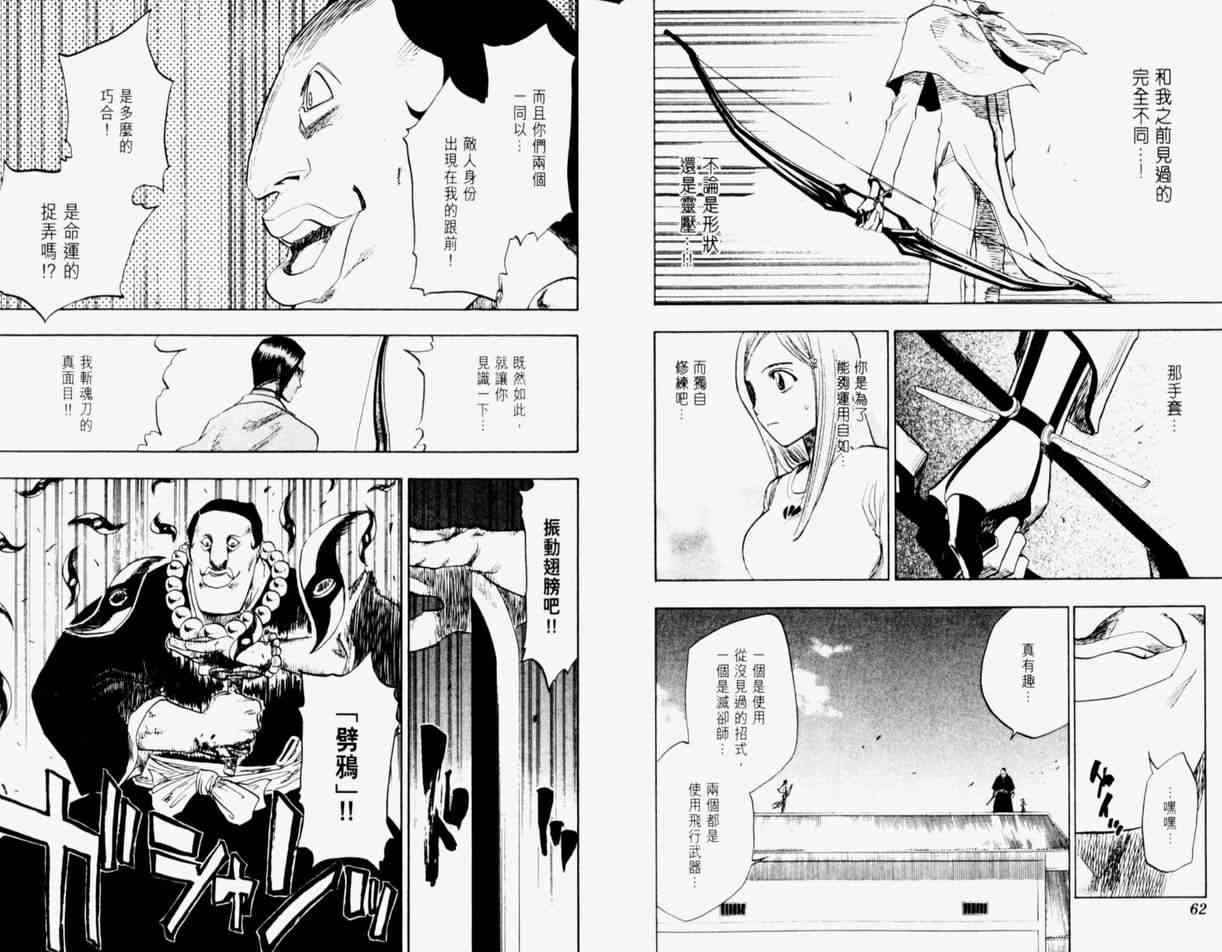 和我之前見過的
完全不同…!
不論是形狀
還是靈壓…!!
那手套…
你是為了
能夠運用自如…
而獨自
修練吧…
…嘿嘿…
真有趣…
一個是使用
從沒見過的招式，
一個是滅卻師…
兩個都是
使用飛行武器…
62
而且你們兩個
一同以…
敵人身份
出現在我的跟前!
是多麼的
巧合!
是命運的
捉弄嗎!?
既然如此，
就讓你
見識一下…
我斬魂刀的
真面目!!
振動翅膀吧!!
「劈鴉」!!
ガシャン